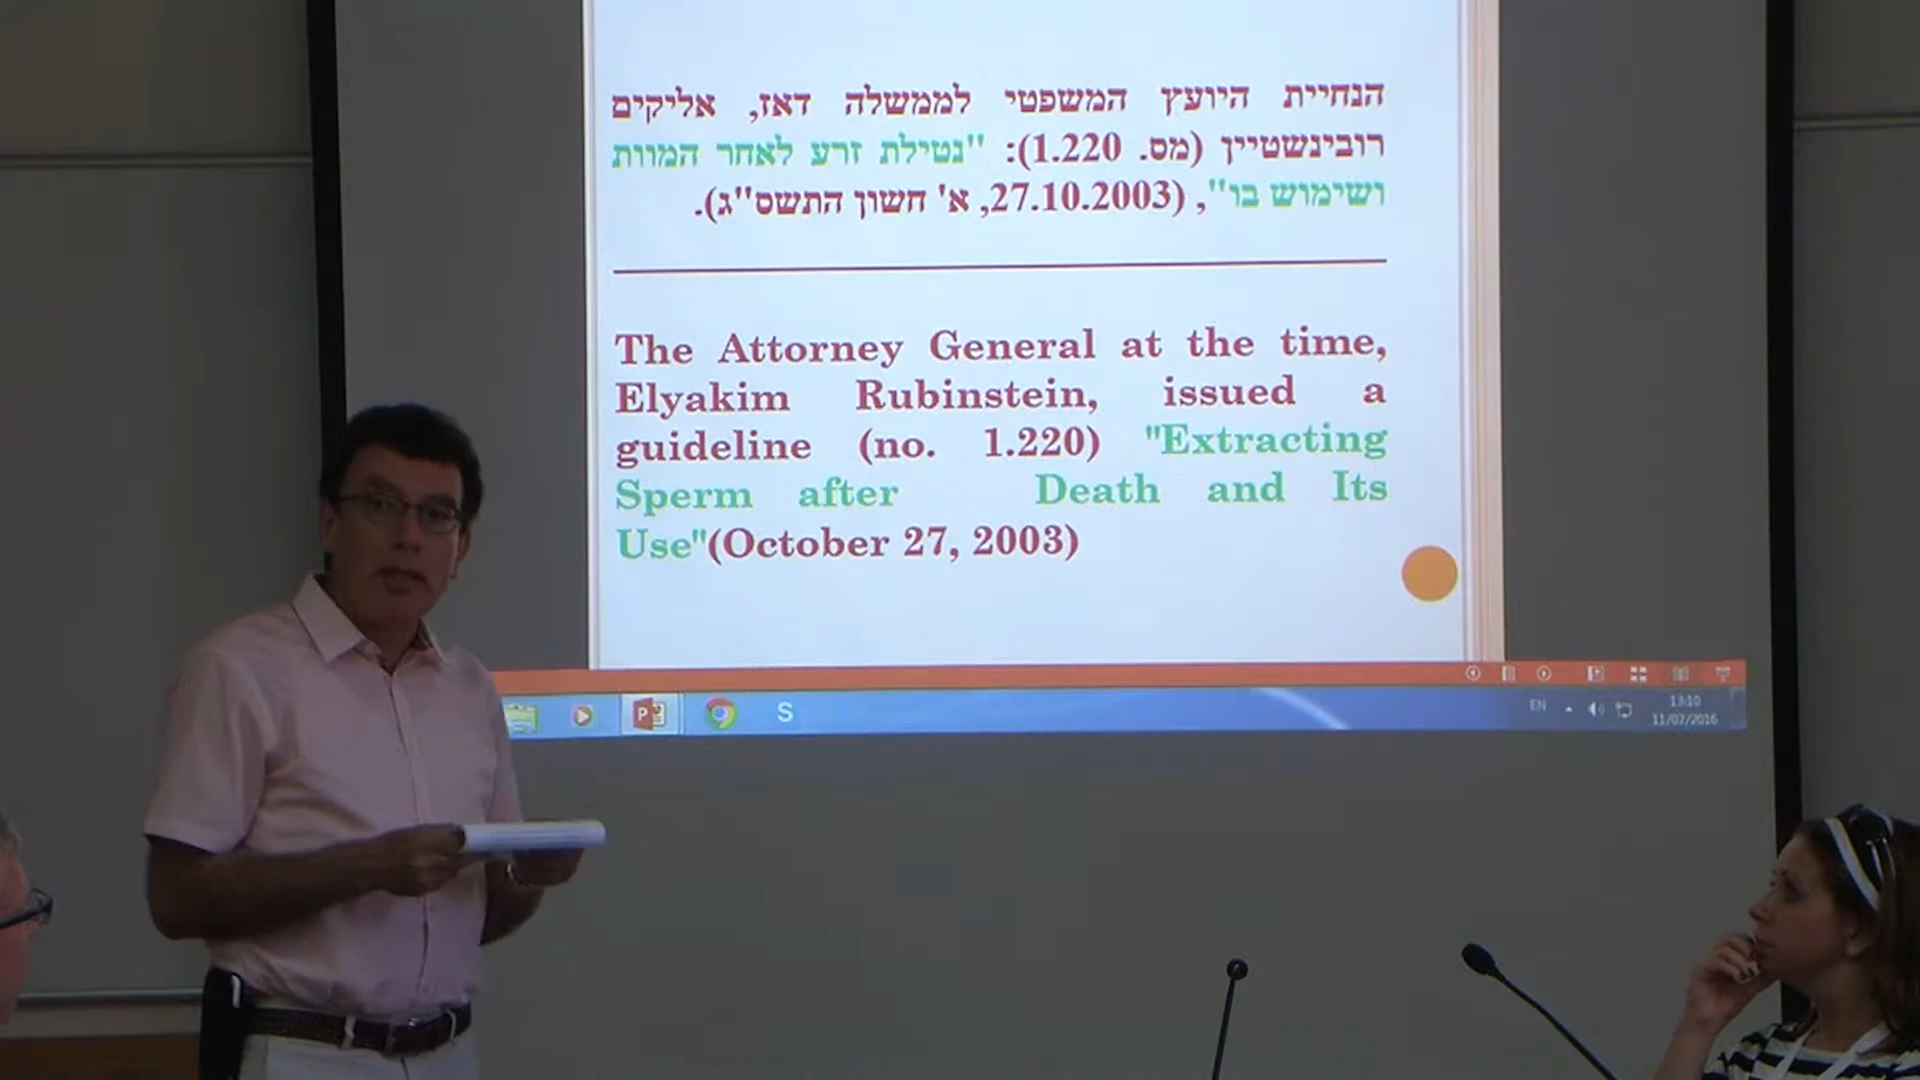 הנחיית היועץ המשפטי לממשלה דאז, אליקים
רובינשטיין (מס. 1.220): "נטילת זרע לאחר המוות
ושימוש בו", (27.10.2003, א' חשון התשס"ג).
The Attorney General at the time,
Elyakim Rubinstein, issued a
guideline (no. 1.220) "Extracting
Sperm after Death and Its
Use"(October 27, 2003)
S
EN
13:10
11/07/2016